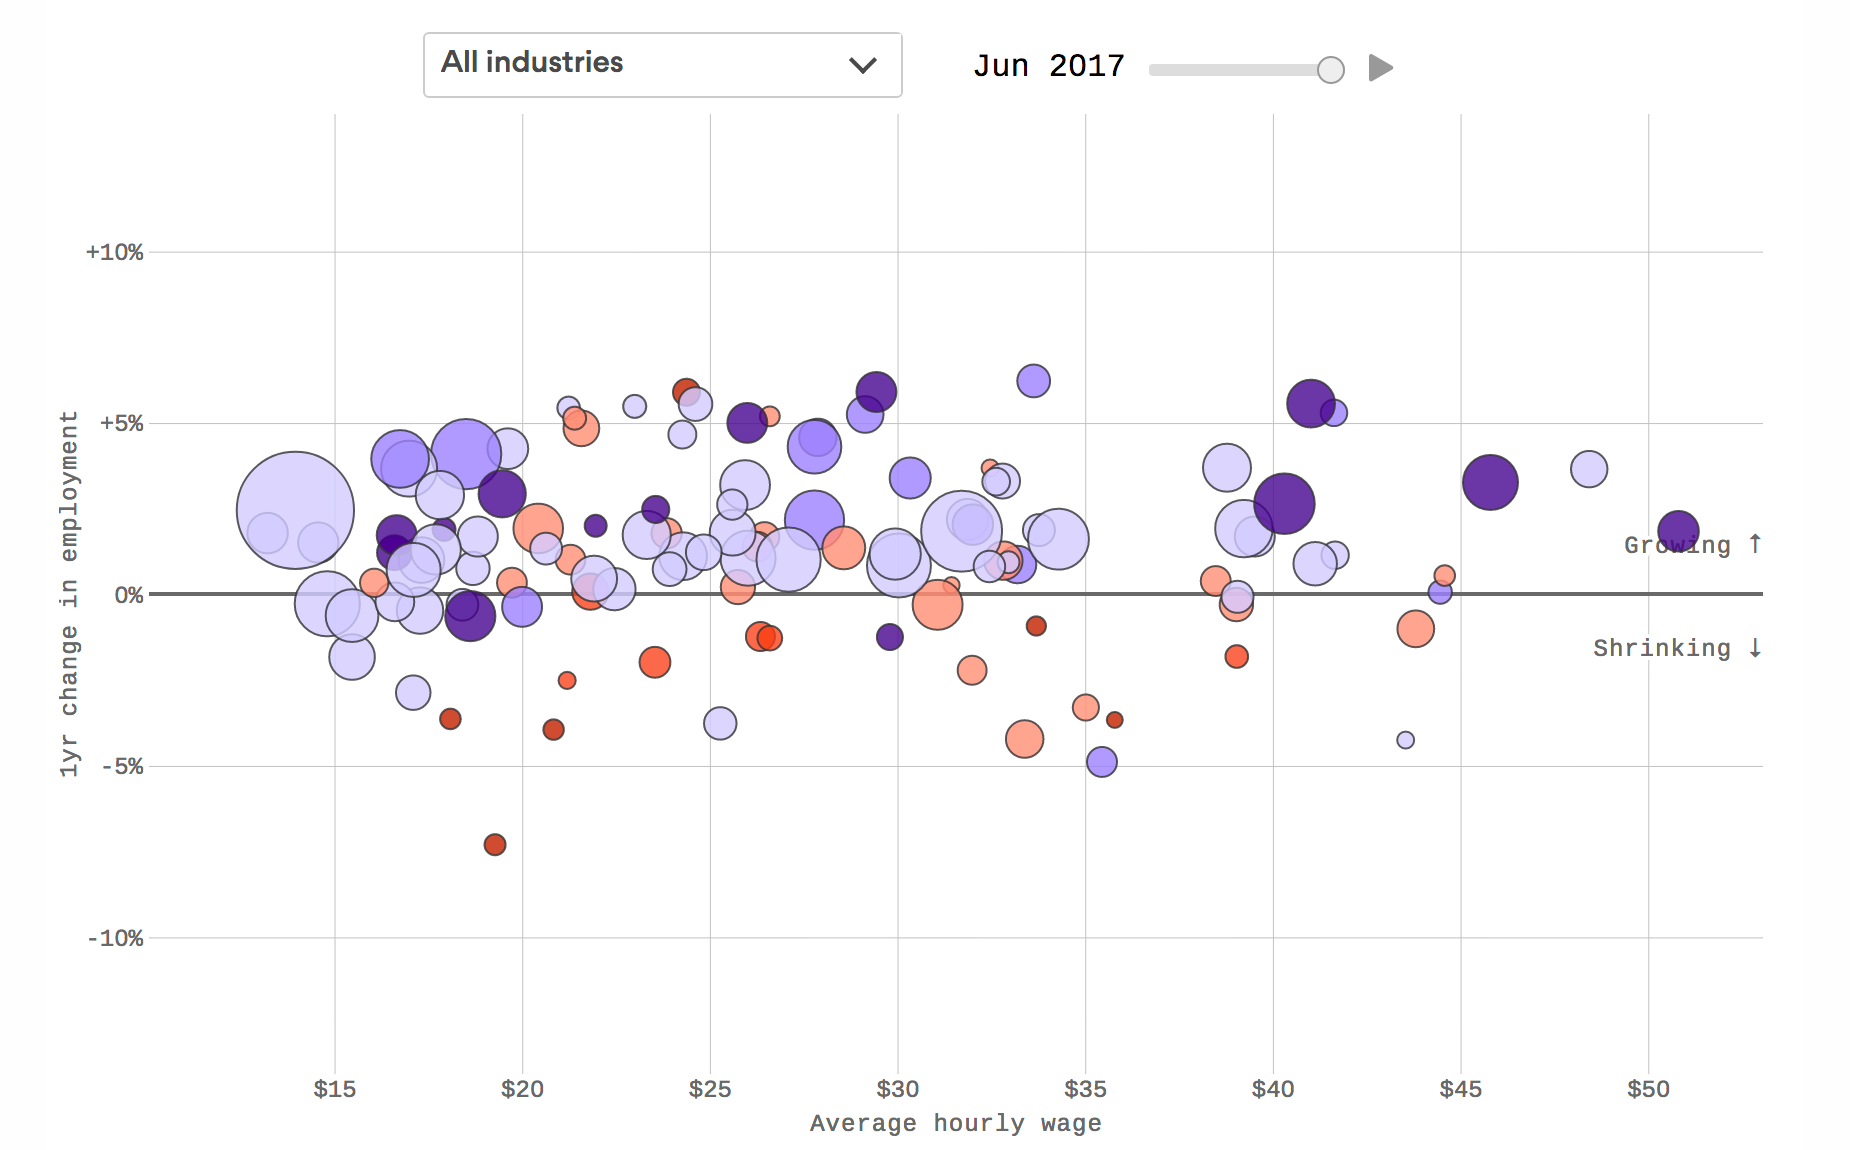 All industries
Jun 2017
+10%
+5%
0%
-5%
-10%
1yr change in employment
Growing ↑
Shrinking ↓
$15 $20 $25 $30 $35 $40 $45 $50
Average hourly wage